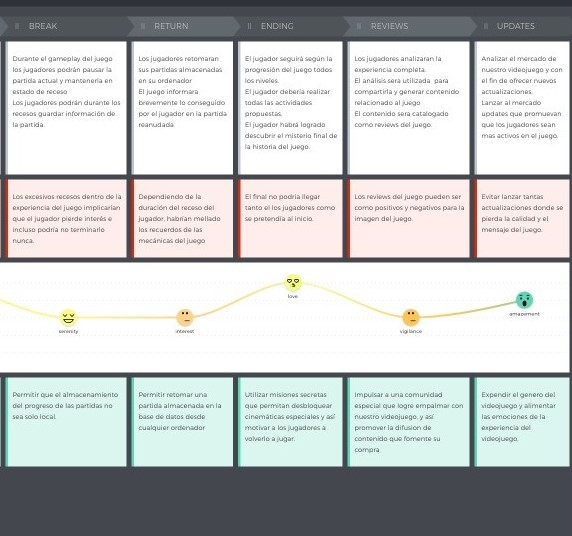 BREAK
RETURN
ENDING
REVIEWS
UPDATES
Durante el gameplay del juego
los jugadores podrán pausar la
partida actual y mantenerla en
estado de receso
Los jugadores podrán durante los
recesos guardar información de
la partida.
Los jugadores retomaran
sus partidas almacenadas
en su ordenador
El juego informara
brevemente lo conseguido
por el jugador en la partida
reanudada
El jugador seguirá según la
progresión del juego todos
los niveles.
El jugador debería realizar
todas las actividades
propuestas.
El jugador habrá logrado
descubrir el misterio final de
la historia del juego.
Los jugadores analizaran la
experiencia completa.
El análisis sera utilizada para
compartirla y generar contenido
relacionado al juego
El contenido sera catalogado
como reviews del juego.
Analizar el mercado de
nuestro videojuego y con
el fin de ofrecer nuevos
actualizaciones.
Lanzar al mercado
updates que promuevan
que los jugadores sean
mas activos en el juego.
Los excesivos recesos dentro de la
experiencia del juego implicarían
que el jugador pierde interés e
incluso podría no terminarlo
nunca.
Dependiendo de la
duración del receso del
jugador, habrían mellado
los recuerdos de las
mecánicas del juego
El final no podría llegar
tanto el los jugadores como
se pretendía al inicio.
Los reviews del juego pueden ser
como positivos y negativos para la
imagen del juego.
Evitar lanzar tantas
actualizaciones donde se
pierda la calidad y el
mensaje del juego.
serenity
interest
love
vigilance
amazement
Permitir que el almacenamiento
del progreso de las partidas no
sea solo local.
Permitir retomar una
partida almacenada en la
base de datos desde
cualquier ordenador
Utilizar misiones secretas
que permitan desbloquear
cinemáticas especiales y así
motivar a los jugadores a
volverlo a jugar.
Impulsar a una comunidad
especial que logre empalmar con
nuestro videojuego, y así
promover la difusion de
contenido que fomente su
compra
Expendir el genero del
videojuego y alimentar
las emociones de la
experiencia del
videojuego.